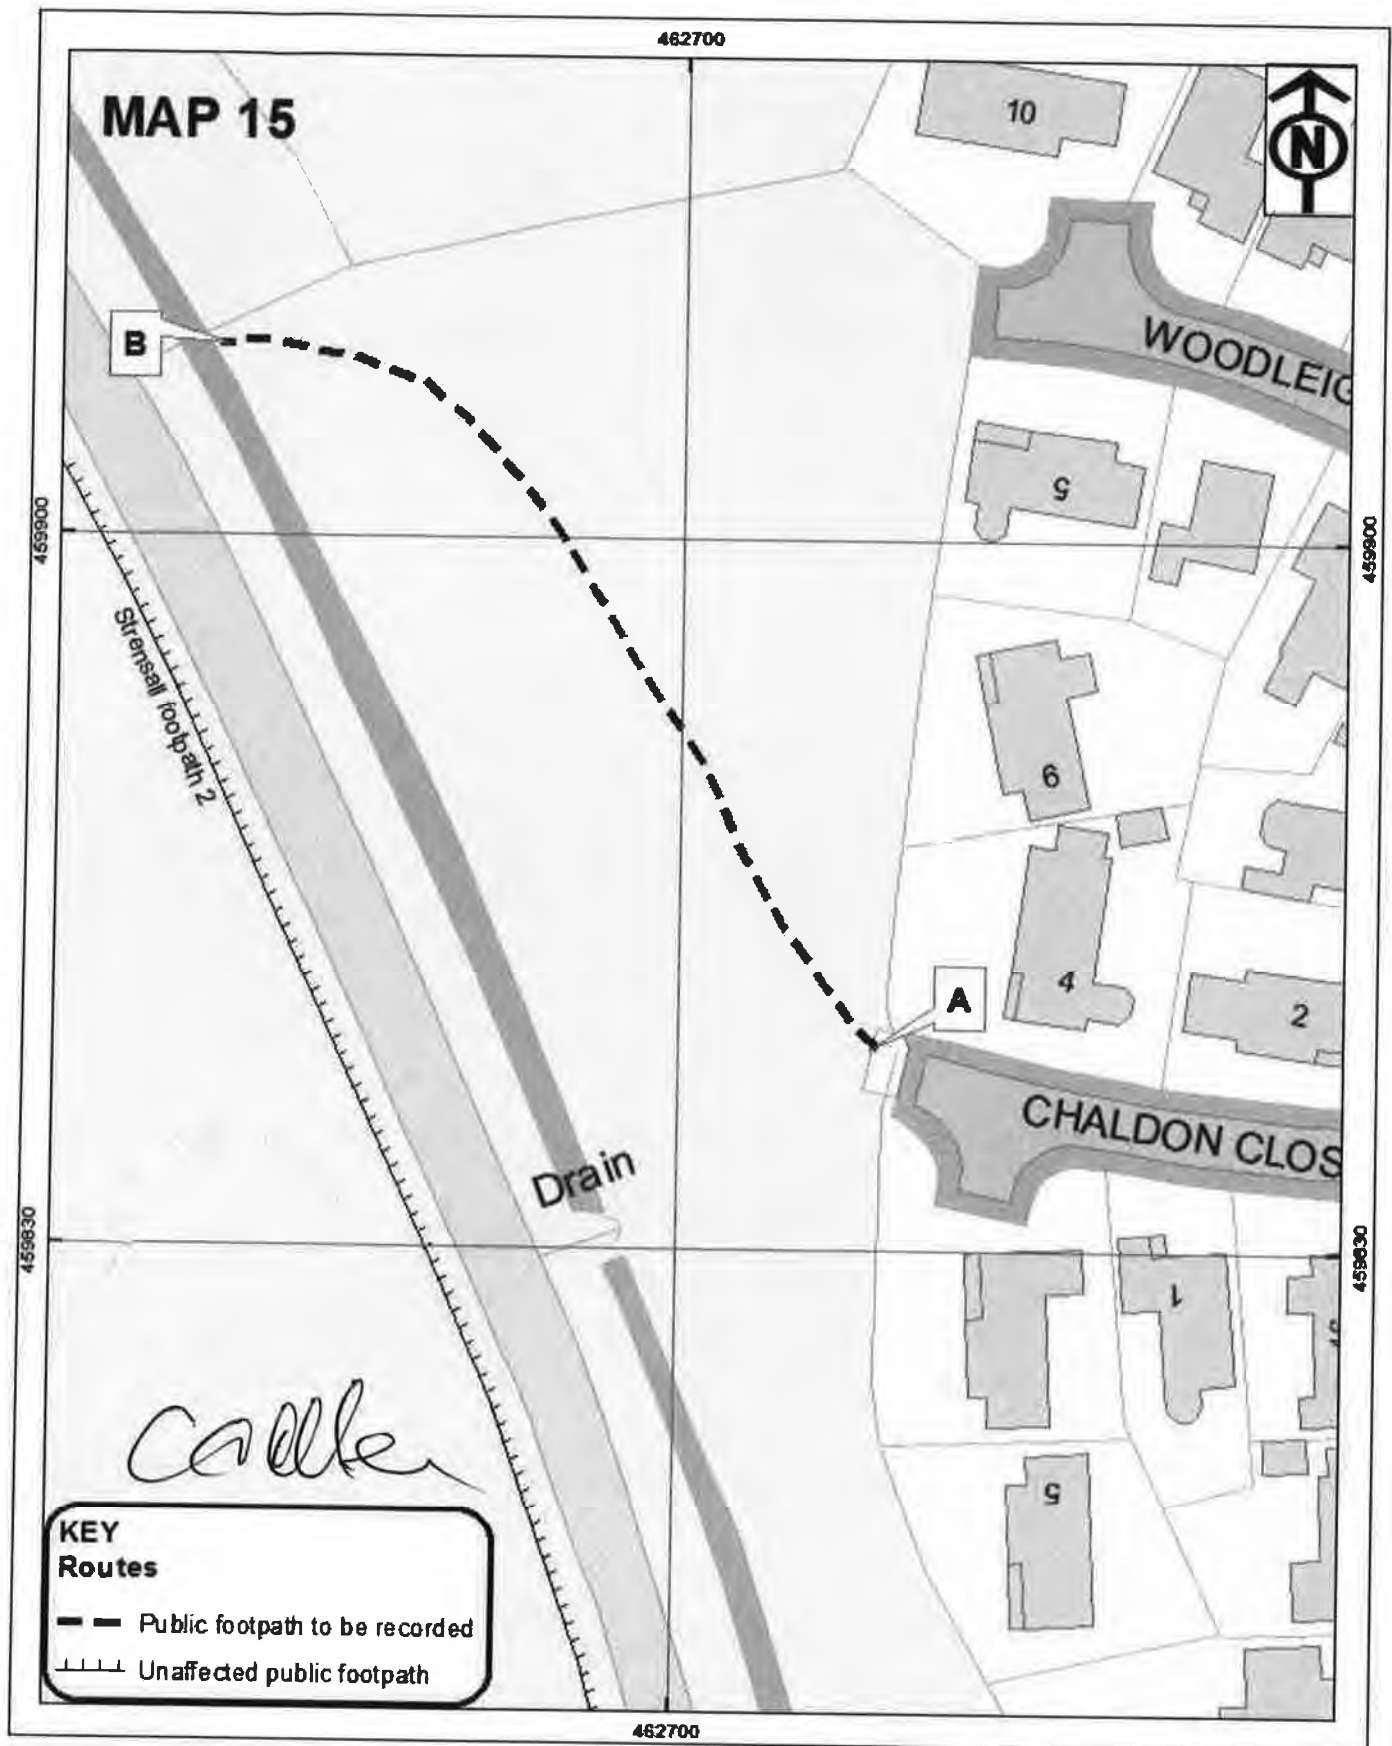 462700
MAP 15
N
10
B
WOODLEIG
5
459900
459900
Strensall footpath 2
6
4
A
2
CHALDON CLOS
Drain
459830
459830
1
5
KEY
Routes
Public footpath to be recorded
Unaffected public footpath
462700